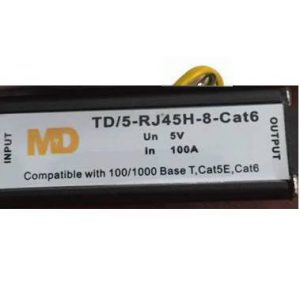 INPUT
MD
TD/5-RJ45H-8-Cat6
Un 5V
In 100A
Compatible with 100/1000 Base T,Cat5E,Cat6
OUTPUT